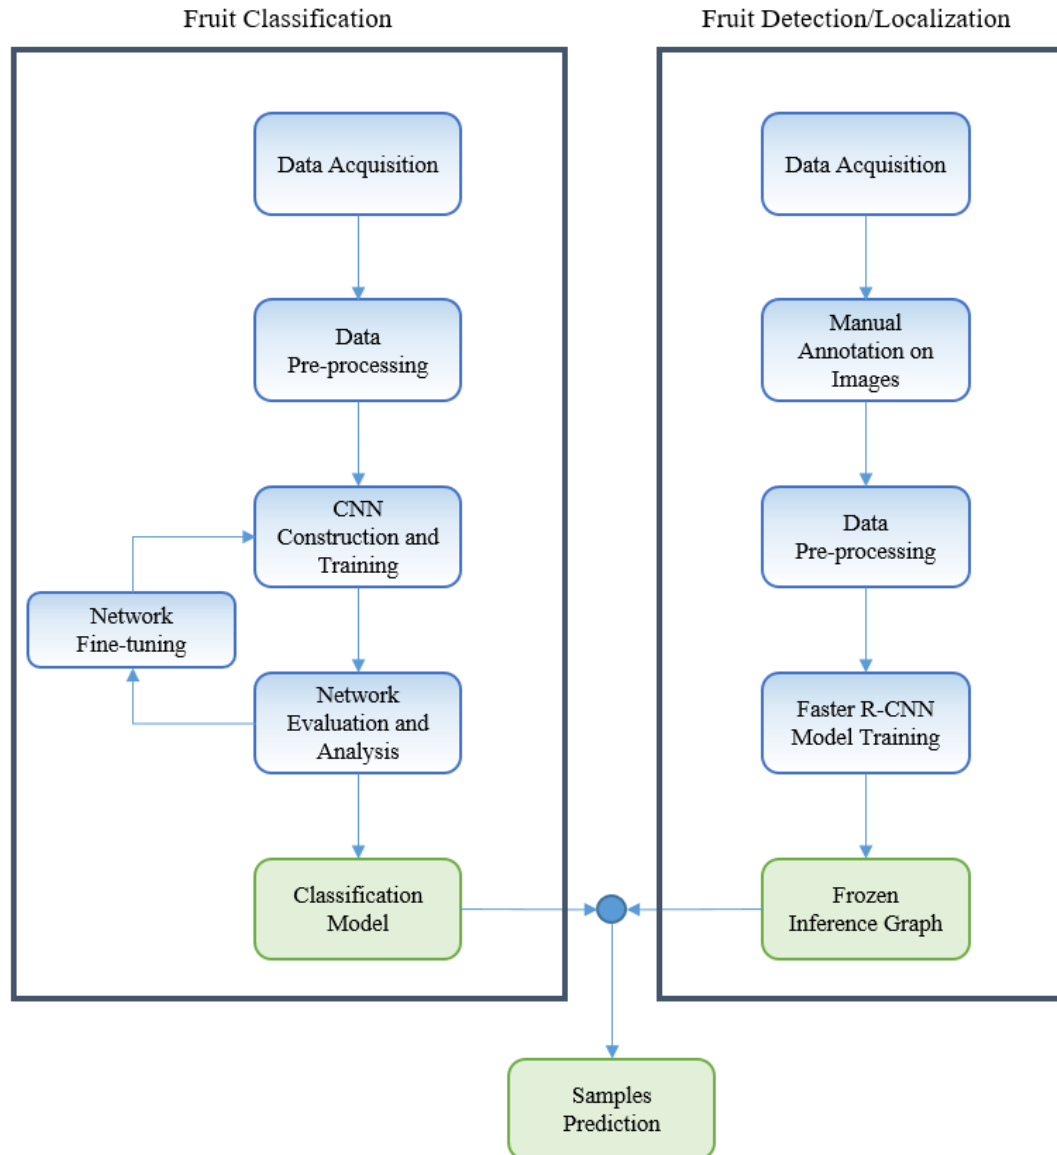 Fruit Classification
Data Acquisition
Data
Pre-processing
CNN
Construction and
Training
Network
Fine-tuning
Network
Evaluation and
Analysis
Classification
Model
Fruit Detection/Localization
Data Acquisition
Manual
Annotation on
Images
Data
Pre-processing
Faster R-CNN
Model Training
Frozen
Inference Graph
Samples
Prediction